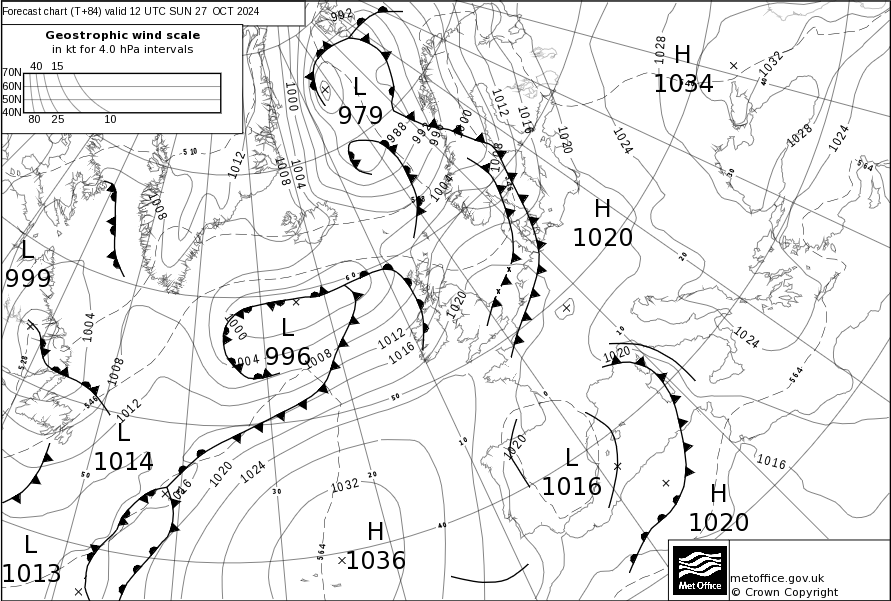 Forecast chart (T+84) valid 12 UTC SUN 27 OCT 2024
Geostrophic wind scale
in kt for 4.0 hPa intervals
40 15
70N
60N
50N
40N
80 25 10
992
L
979
H
1034
1028
1032
1000
1012
1016
1020
1024
1028
1024
988
1000
1008
1004
1012
1008
1004
1008
510
564
H
1020
L
999
1004
1008
1012
528
546
L
1014
60
1000
L
996
1004
1008
1012
1016
1020
50
20
10
1020
1024
564
0
10
L
1013
50
1016
1020
1024
30
1032
20
40
564
H
1036
1020
L
1016
1016
H
1020
Met Office
metoffice.gov.uk
© Crown Copyright